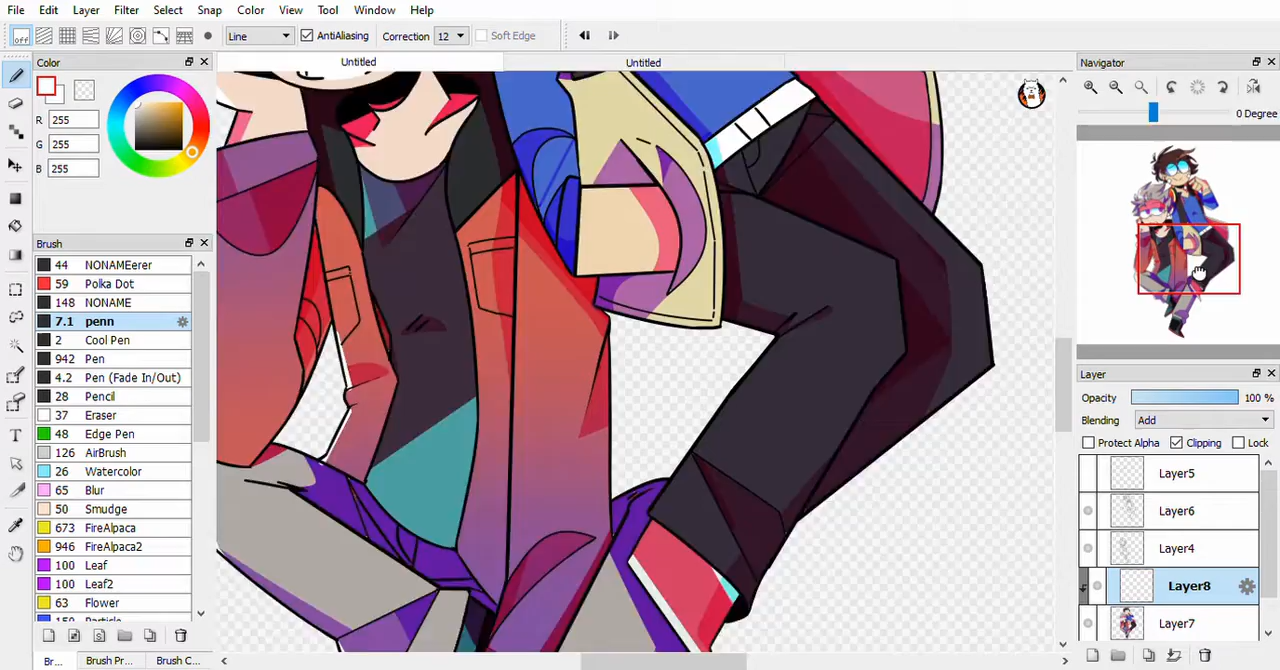 File Edit Layer Filter Select Snap Color View Tool Window Help
off Line AntiAliasing Correction 12 Soft Edge
Color
R 255
G 255
B 255
Brush
44 NONAMEerer
59 Polka Dot
148 NONAME
7.1 penn
2 Cool Pen
942 Pen
4.2 Pen (Fade In/Out)
28 Pencil
37 Eraser
48 Edge Pen
126 AirBrush
26 Watercolor
65 Blur
50 Smudge
673 FireAlpaca
946 FireAlpaca2
100 Leaf
100 Leaf2
63 Flower
150 Particle
Br... Brush Pr... Brush C...
Untitled Untitled
Navigator
0 Degree
Layer
Opacity 100 %
Blending Add
Protect Alpha Clipping Lock
Layer5
Layer6
Layer4
Layer8
Layer7